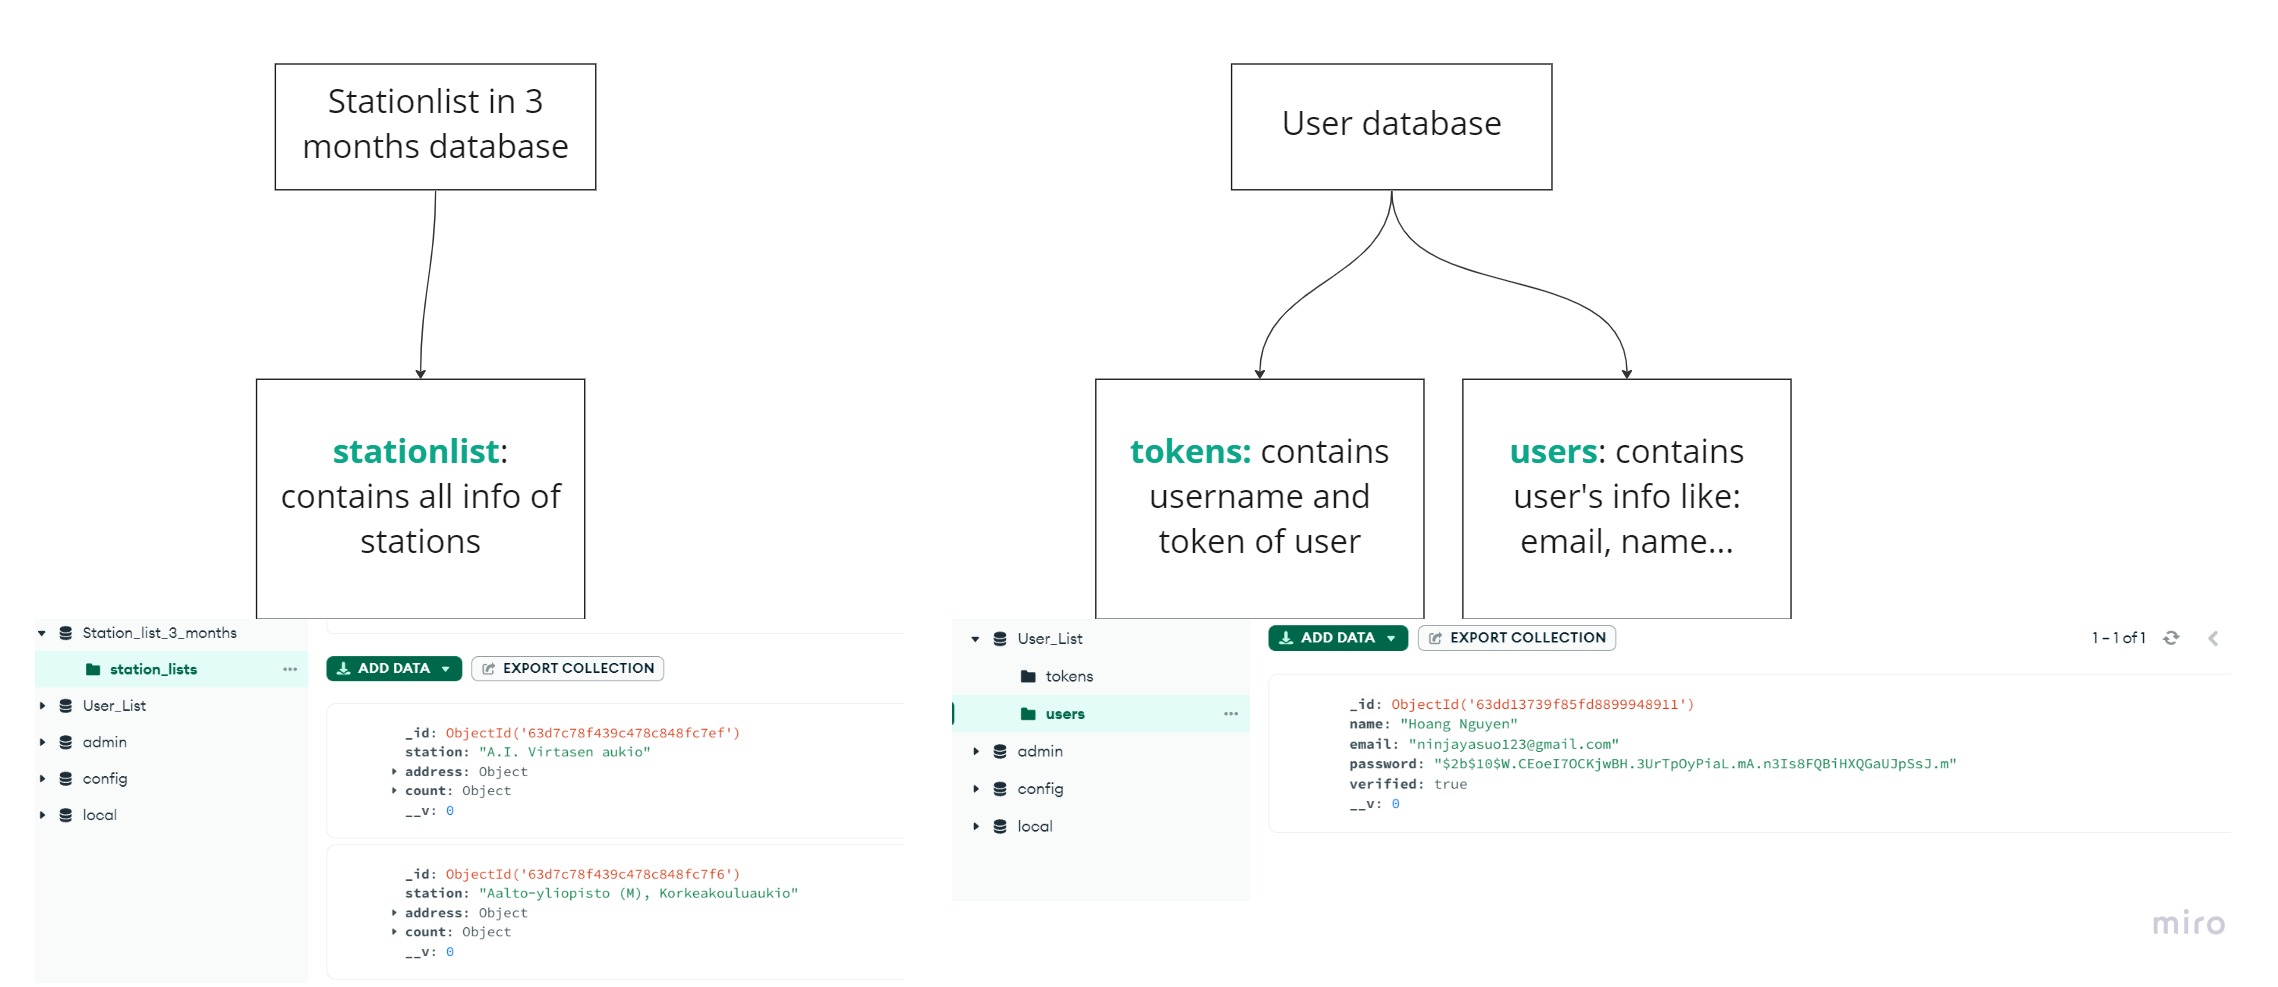 Stationlist in 3
months database
User database
stationlist:
contains all info of
stations
tokens: contains
username and
token of user
users: contains
user's info like:
email, name...
Station_list_3_months
station_lists
User_List
admin
config
local
ADD DATA
EXPORT COLLECTION
_id: ObjectId('63d7c78f439c478c848fc7ef')
station: "A.I. Virtasen aukio"
address: Object
count: Object
__v: 0
_id: ObjectId('63d7c78f439c478c848fc7f6')
station: "Aalto-yliopisto (M), Korkeakouluaukio"
address: Object
count: Object
__v: 0
User_List
tokens
users
admin
config
local
ADD DATA
EXPORT COLLECTION
1 – 1 of 1
_id: ObjectId('63dd13739f85fd8899948911')
name: "Hoang Nguyen"
email: "ninjayasuo123@gmail.com"
password: "$2b$10$W.CEoeI7OCKjwBH.3UrTpOyPiaL.mA.n3Is8FQBiHXQGaUJpSsJ.m"
verified: true
__v: 0
miro